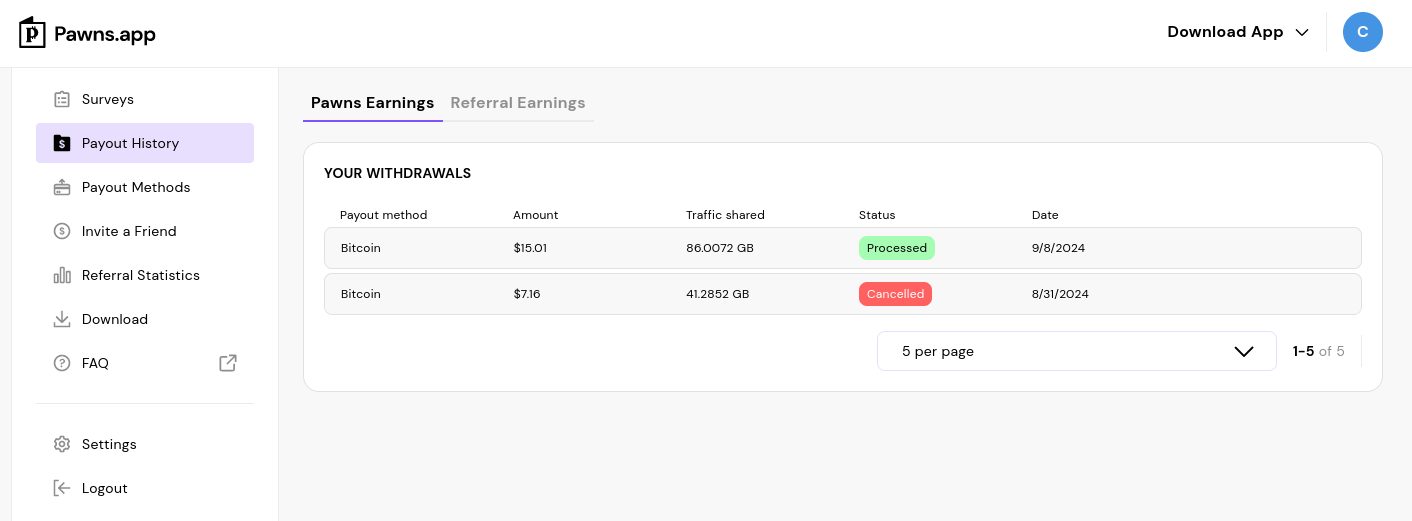 Pawns.app
Download App
C
Surveys
Payout History
Payout Methods
Invite a Friend
Referral Statistics
Download
FAQ
Settings
Logout
Pawns Earnings Referral Earnings
YOUR WITHDRAWALS
Payout method Amount Traffic shared Status Date
Bitcoin $15.01 86.0072 GB Processed 9/8/2024
Bitcoin $7.16 41.2852 GB Cancelled 8/31/2024
5 per page 1-5 of 5